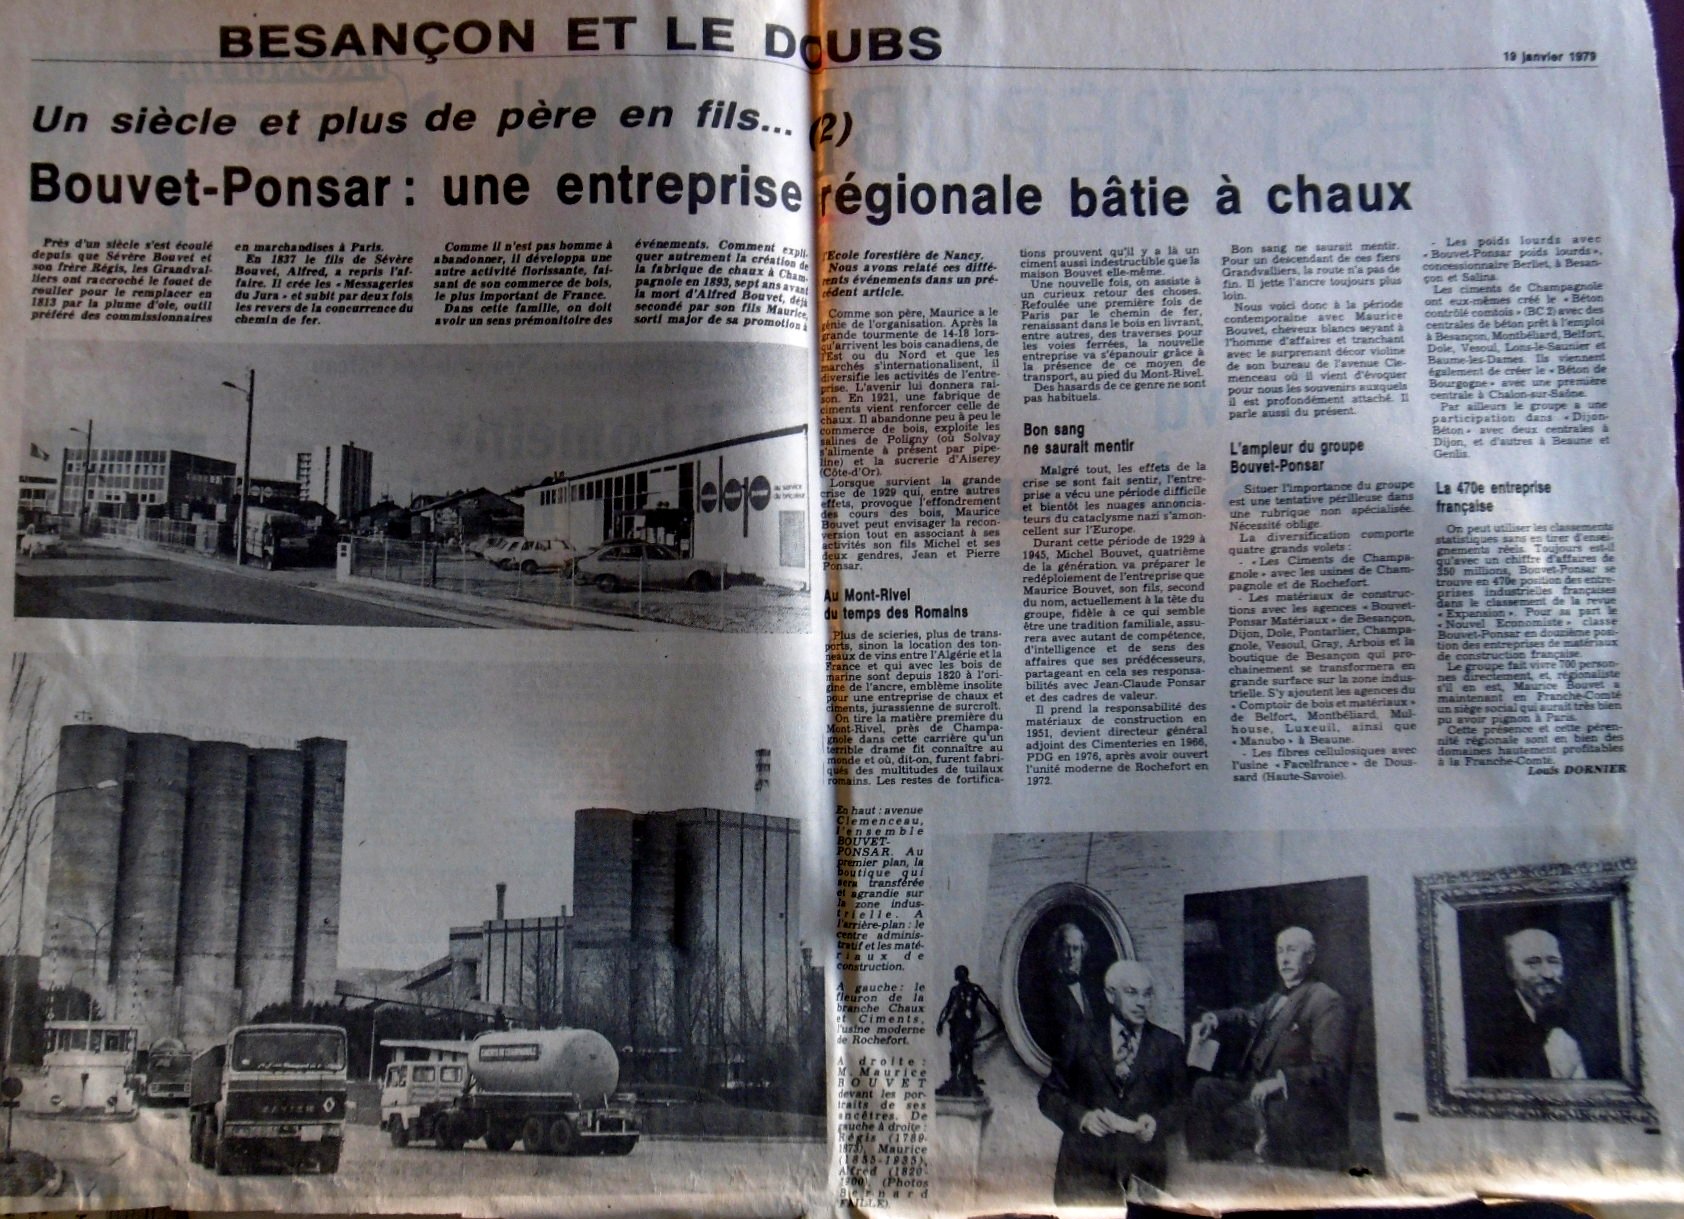 BESANÇON ET LE DOUBS
19 janvier 1979
Un siècle et plus de père en fils... (2)
Bouvet-Ponsar : une entreprise régionale bâtie à chaux
Près d'un siècle s'est écoulé
depuis que Sévère Bouvet et
son frère Régis, les Grandval-
liers ont raccroché le fouet de
roulier pour le remplacer en
1813 par la plume d'oie, outil
préféré des commissionnaires
en marchandises à Paris.
En 1837 le fils de Sévère
Bouvet, Alfred, a repris l'af-
faire. Il crée les « Messageries
du Jura » et subit par deux fois
les revers de la concurrence du
chemin de fer.
Comme il n'est pas homme à
abandonner, il développa une
autre activité florissante, fai-
sant de son commerce de bois,
le plus important de France.
Dans cette famille, on doit
avoir un sens prémonitoire des
événements. Comment expli-
quer autrement la création de
la fabrique de chaux à Cham-
pagnole en 1893, sept ans avant
la mort d'Alfred Bouvet, déjà
secondé par son fils Maurice,
sorti major de sa promotion à
l'Ecole forestière de Nancy.
Nous avons relaté ces diffé-
rents événements dans un pré-
cédent article.
Comme son père, Maurice a le
génie de l'organisation. Après la
grande tourmente de 14-18 lors-
qu'arrivent les bois canadiens, de
l'Est ou du Nord et que les
marchés s'internationalisent, il
diversifie les activités de l'entre-
prise. L'avenir lui donnera rai-
son. En 1921, une fabrique de
ciments vient renforcer celle de
chaux. Il abandonne peu à peu le
commerce de bois, exploite les
salines de Poligny (où Solvay
s'alimente à présent par pipe-
line) et la sucrerie d'Aiserey
(Côte-d'Or).
Lorsque survient la grande
crise de 1929 qui, entre autres
effets, provoque l'effondrement
des cours des bois, Maurice
Bouvet peut envisager la recon-
version tout en associant à ses
activités son fils Michel et ses
deux gendres, Jean et Pierre
Ponsar.
Au Mont-Rivel
du temps des Romains
Plus de scieries, plus de trans-
ports, sinon la location des ton-
neaux de vins entre l'Algérie et la
France et qui avec les bois de
marine sont depuis 1820 à l'ori-
gine de l'ancre, emblème insolite
pour une entreprise de chaux et
ciments, jurassienne de surcroît.
On tire la matière première du
Mont-Rivel, près de Champa-
gnole dans cette carrière qu'un
terrible drame fit connaître au
monde et où, dit-on, furent fabri-
qués des multitudes de tuilaux
romains. Les restes de fortifica-
tions prouvent qu'il y a là un
ciment aussi indestructible que la
maison Bouvet elle-même.
Une nouvelle fois, on assiste à
un curieux retour des choses.
Refoulée une première fois de
Paris par le chemin de fer,
renaissant dans le bois en livrant,
entre autres, des traverses pour
les voies ferrées, la nouvelle
entreprise va s'épanouir grâce à
la présence de ce moyen de
transport, au pied du Mont-Rivel.
Des hasards de ce genre ne sont
pas habituels.
Bon sang
ne saurait mentir
Malgré tout, les effets de la
crise se sont fait sentir, l'entre-
prise a vécu une période difficile
et bientôt les nuages annoncia-
teurs du cataclysme nazi s'amon-
cellent sur l'Europe.
Durant cette période de 1929 à
1945, Michel Bouvet, quatrième
de la génération va préparer le
redéploiement de l'entreprise que
Maurice Bouvet, son fils, second
du nom, actuellement à la tête du
groupe, fidèle à ce qui semble
être une tradition familiale, assu-
rera avec autant de compétence,
d'intelligence et de sens des
affaires que ses prédécesseurs,
partageant en cela ses responsa-
bilités avec Jean-Claude Ponsar
et des cadres de valeur.
Il prend la responsabilité des
matériaux de construction en
1951, devient directeur général
adjoint des Cimenteries en 1966,
PDG en 1976, après avoir ouvert
l'unité moderne de Rochefort en
1972.
Bon sang ne saurait mentir.
Pour un descendant de ces fiers
Grandvalliers, la route n'a pas de
fin. Il jette l'ancre toujours plus
loin.
Nous voici donc à la période
contemporaine avec Maurice
Bouvet, cheveux blancs seyant à
l'homme d'affaires et tranchant
avec le surprenant décor violine
de son bureau de l'avenue Cle-
menceau où il vient d'évoquer
pour nous les souvenirs auxquels
il est profondément attaché. Il
parle aussi du présent.
L'ampleur du groupe
Bouvet-Ponsar
Situer l'importance du groupe
est une tentative périlleuse dans
une rubrique non spécialisée.
Nécessité oblige.
La diversification comporte
quatre grands volets :
- « Les Ciments de Champa-
gnole » avec les usines de Cham-
pagnole et de Rochefort.
- Les matériaux de construc-
tions avec les agences « Bouvet-
Ponsar Matériaux » de Besançon,
Dijon, Dole, Pontarlier, Champa-
gnole, Vesoul, Gray, Arbois et la
boutique de Besançon qui pro-
chainement se transformera en
grande surface sur la zone indus-
trielle. S'y ajoutent les agences du
« Comptoir de bois et matériaux »
de Belfort, Montbéliard, Mul-
house, Luxeuil, ainsi que
« Manubo » à Beaune.
- Les fibres cellulosiques avec
l'usine « Facelfrance » de Dous-
sard (Haute-Savoie).
- Les poids lourds avec
« Bouvet-Ponsar poids lourds »,
concessionnaire Berliet, à Besan-
çon et Salins.
Les ciments de Champagnole
ont eux-mêmes créé le « Béton
contrôlé comtois » (BC 2) avec des
centrales de béton prêt à l'emploi
à Besançon, Montbéliard, Belfort,
Dole, Vesoul, Lons-le-Saunier et
Baume-les-Dames. Ils viennent
également de créer le « Béton de
Bourgogne » avec une première
centrale à Chalon-sur-Saône.
Par ailleurs le groupe a une
participation dans « Dijon-
Béton » avec deux centrales à
Dijon, et d'autres à Beaune et
Genlis.
La 470e entreprise
française
On peut utiliser les classements
statistiques sans en tirer d'ensei-
gnements réels. Toujours est-il
qu'avec un chiffre d'affaires de
350 millions, Bouvet-Ponsar se
trouve en 470e position des entre-
prises industrielles françaises
dans le classement de la revue
« Expansion ». Pour sa part le
« Nouvel Economiste » classe
Bouvet-Ponsar en douzième posi-
tion des entreprises de matériaux
de construction française.
Le groupe fait vivre 700 person-
nes directement, et, régionaliste
s'il en est, Maurice Bouvet a
maintenant en Franche-Comté
un siège social qui aurait très bien
pu avoir pignon à Paris.
Cette présence et cette péren-
nité régionale sont en bien des
domaines hautement profitables
à la Franche-Comté.
Louis DORNIER
au service
du bricoleur
SAVIEM
En haut : avenue
Clemenceau,
l'ensemble
BOUVET-
PONSAR. Au
premier plan, la
boutique qui
sera transférée
et agrandie sur
la zone indus-
trielle. A
l'arrière-plan : le
centre adminis-
tratif et les maté-
riaux de
construction.
A gauche : le
fleuron de la
branche Chaux
et Ciments,
l'usine moderne
de Rochefort.
A droite :
M. Maurice
BOUVET
devant les por-
traits de ses
ancêtres. De
gauche à droite :
Régis (1789-
1873), Maurice
(1855-1935),
Alfred (1820-
1900). (Photos
Bernard
FAILLE).